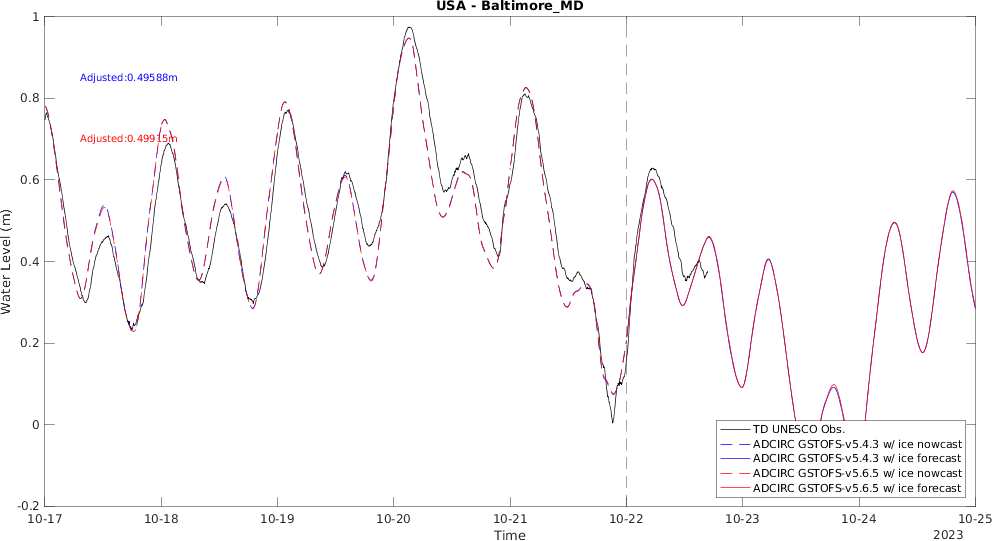 USA - Baltimore_MD
1
0.8
0.6
0.4
0.2
0
-0.2
Water Level (m)
Adjusted:0.49588m
Adjusted:0.49915m
TD UNESCO Obs.
ADCIRC GSTOFS-v5.4.3 w/ ice nowcast
ADCIRC GSTOFS-v5.4.3 w/ ice forecast
ADCIRC GSTOFS-v5.6.5 w/ ice nowcast
ADCIRC GSTOFS-v5.6.5 w/ ice forecast
10-17 10-18 10-19 10-20 10-21 10-22 10-23 10-24 10-25
Time
2023